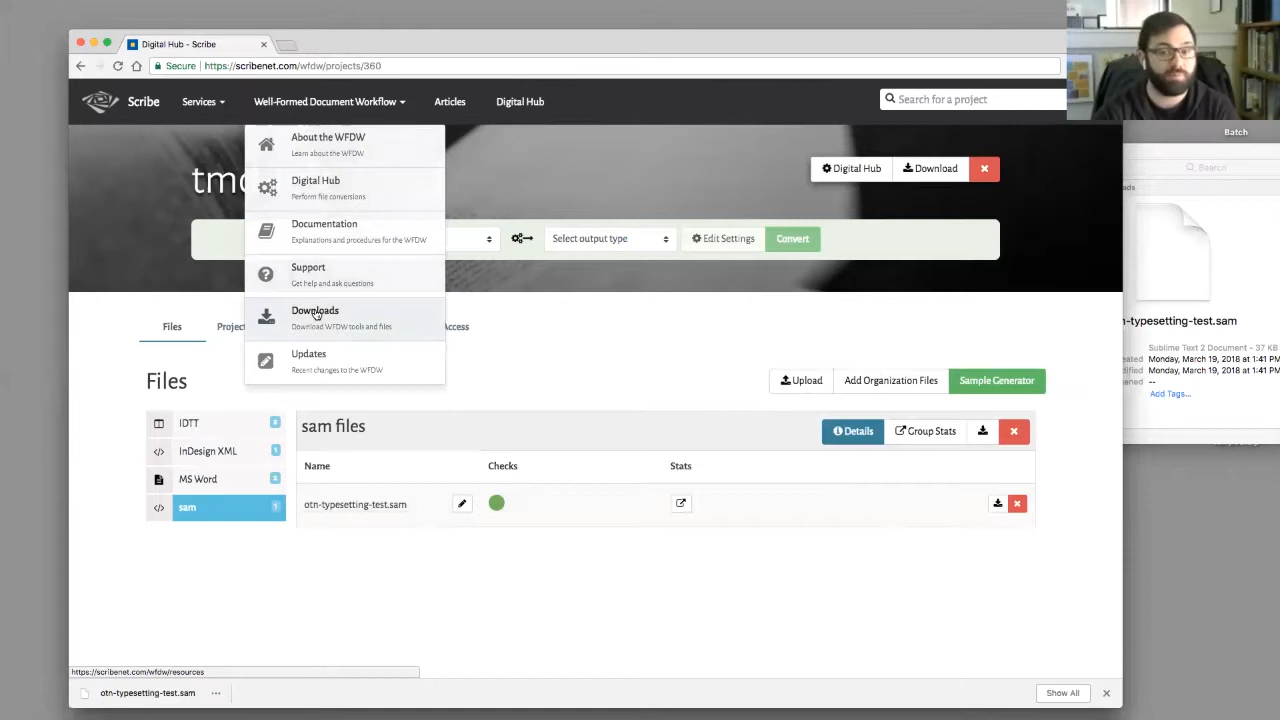 Digital Hub - Scribe
Secure https://scribenet.com/wfdw/projects/360
Scribe Services Well-Formed Document Workflow Articles Digital Hub Search for a project
Batch
Search
About the WFDW
Learn about the WFDW
Digital Hub
Perform file conversions
Documentation
Explanations and procedures for the WFDW
Support
Get help and ask questions
Downloads
Download WFDW tools and files
Updates
Recent changes to the WFDW
Digital Hub Download
Select output type Edit Settings Convert
Files
Files
Upload Add Organization Files Sample Generator
IDTT
InDesign XML 1
MS Word
sam 1
sam files
Details Group Stats
Name Checks Stats
otn-typesetting-test.sam
n-typesetting-test.sam
Sublime Text 2 Document - 37 KB
Monday, March 19, 2018 at 1:41 PM
Monday, March 19, 2018 at 1:41 PM
--
Add Tags...
https://scribenet.com/wfdw/resources
otn-typesetting-test.sam
Show All